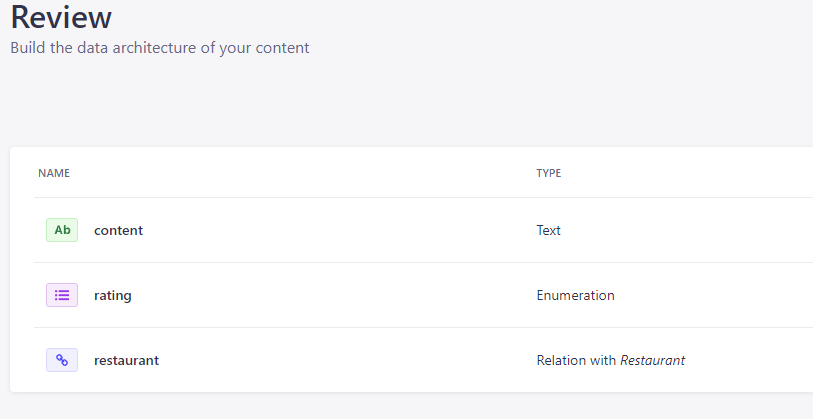 Review
Build the data architecture of your content
NAME TYPE
Ab content Text
rating Enumeration
restaurant Relation with Restaurant